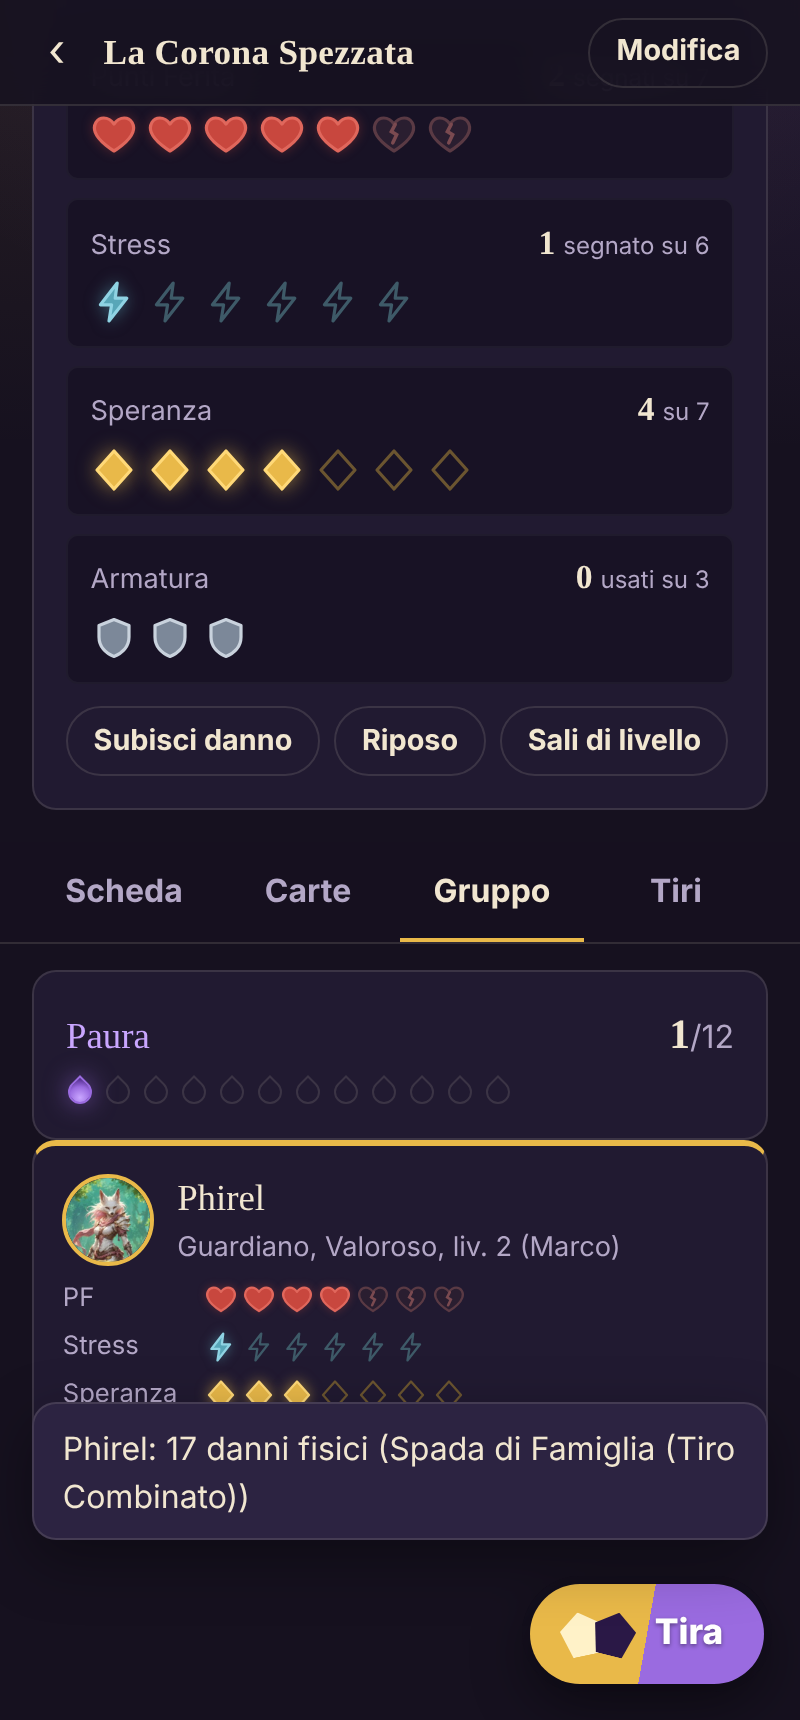 La Corona Spezzata
Modifica
Stress
1 segnato su 6
Speranza
4 su 7
Armatura
0 usati su 3
Subisci danno
Riposo
Sali di livello
Scheda
Carte
Gruppo
Tiri
Paura
1/12
Phirel
Guardiano, Valoroso, liv. 2 (Marco)
PF
Stress
Speranza
Phirel: 17 danni fisici (Spada di Famiglia (Tiro
Combinato))
Tira